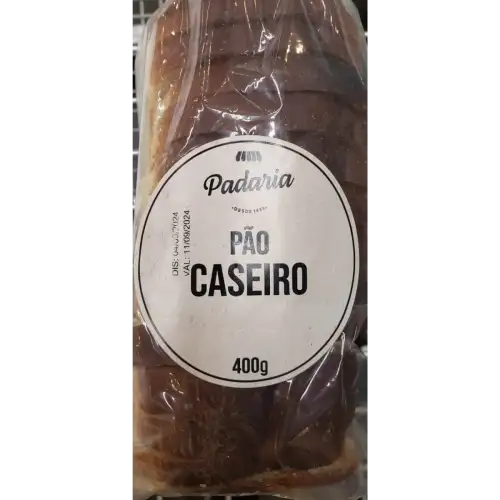 Padaria
PÃO
CASEIRO
400g
VAL: 11/09/2024